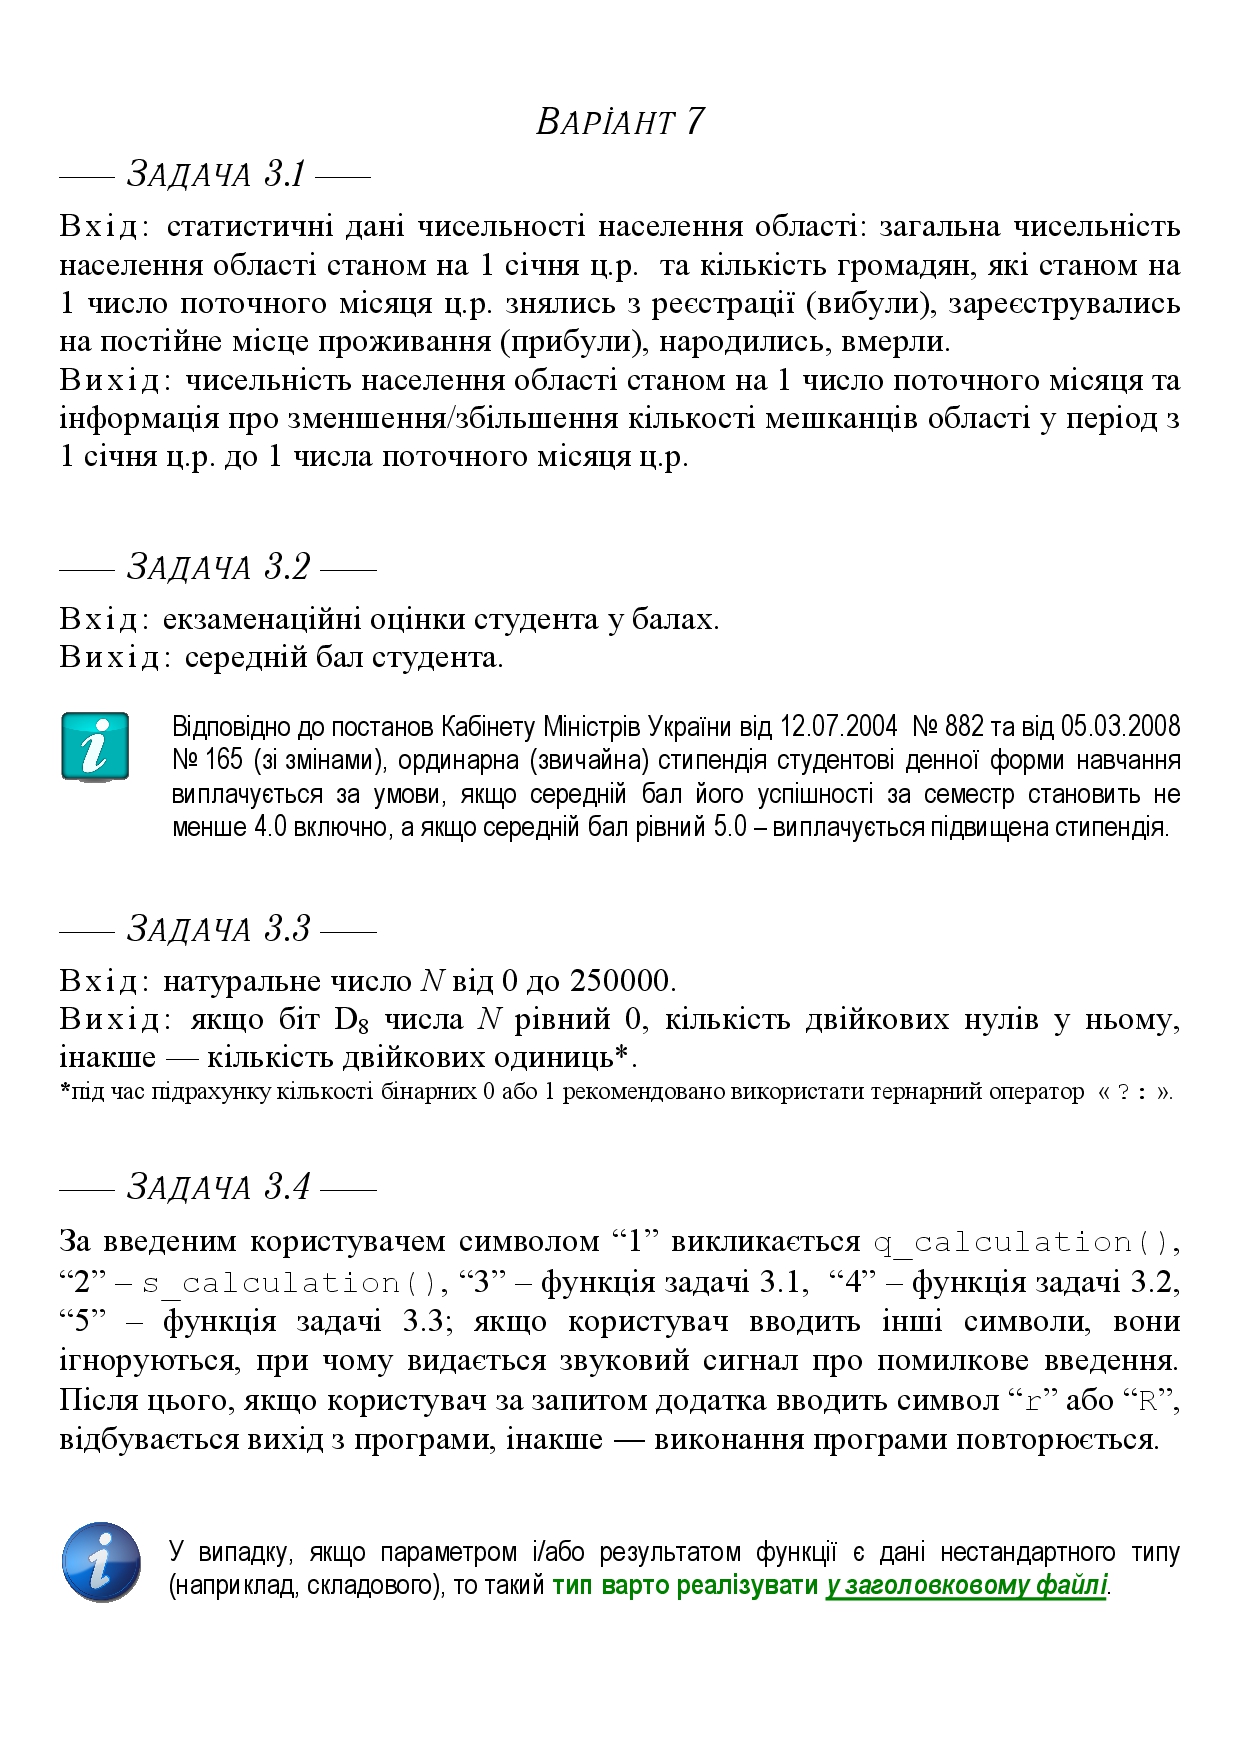 ВАРІАНТ 7
—— ЗАДАЧА 3.1 ——
Вхід: статистичні дані чисельності населення області: загальна чисельність
населення області станом на 1 січня ц.р. та кількість громадян, які станом на
1 число поточного місяця ц.р. знялись з реєстрації (вибули), зареєструвались
на постійне місце проживання (прибули), народились, вмерли.
Вихід: чисельність населення області станом на 1 число поточного місяця та
інформація про зменшення/збільшення кількості мешканців області у період з
1 січня ц.р. до 1 числа поточного місяця ц.р.
—— ЗАДАЧА 3.2 ——
Вхід: екзаменаційні оцінки студента у балах.
Вихід: середній бал студента.
Відповідно до постанов Кабінету Міністрів України від 12.07.2004 № 882 та від 05.03.2008
№ 165 (зі змінами), ординарна (звичайна) стипендія студентові денної форми навчання
виплачується за умови, якщо середній бал його успішності за семестр становить не
менше 4.0 включно, а якщо середній бал рівний 5.0 – виплачується підвищена стипендія.
—— ЗАДАЧА 3.3 ——
Вхід: натуральне число N від 0 до 250000.
Вихід: якщо біт D8 числа N рівний 0, кількість двійкових нулів у ньому,
інакше — кількість двійкових одиниць*.
*під час підрахунку кількості бінарних 0 або 1 рекомендовано використати тернарний оператор « ? : ».
—— ЗАДАЧА 3.4 ——
За введеним користувачем символом “1” викликається q_calculation(),
“2” – s_calculation(), “3” – функція задачі 3.1, “4” – функція задачі 3.2,
“5” – функція задачі 3.3; якщо користувач вводить інші символи, вони
ігноруються, при чому видається звуковий сигнал про помилкове введення.
Після цього, якщо користувач за запитом додатка вводить символ “r” або “R”,
відбувається вихід з програми, інакше — виконання програми повторюється.
У випадку, якщо параметром і/або результатом функції є дані нестандартного типу
(наприклад, складового), то такий тип варто реалізувати у заголовковому файлі.